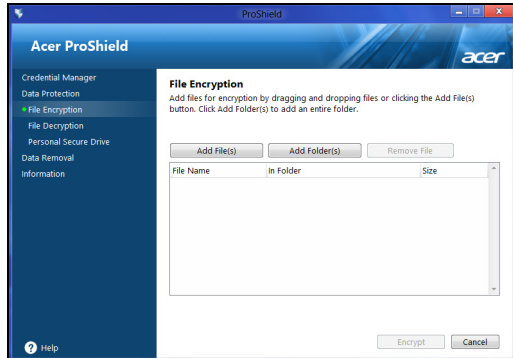 ProShield
Acer ProShield
acer
Credential Manager
Data Protection
File Encryption
File Decryption
Personal Secure Drive
Data Removal
Information
File Encryption
Add files for encryption by dragging and dropping files or clicking the Add File(s)
button. Click Add Folder(s) to add an entire folder.
Add File(s) Add Folder(s) Remove File
File Name In Folder Size
Encrypt Cancel
? Help